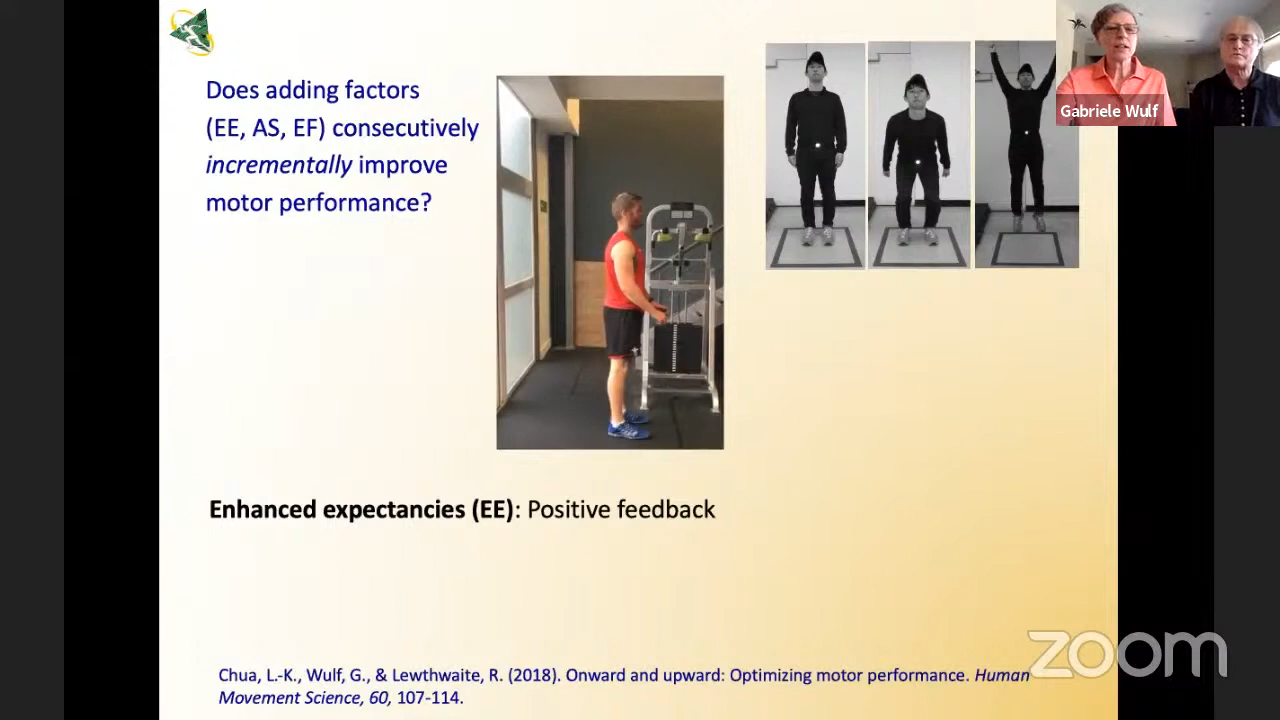 Does adding factors
(EE, AS, EF) consecutively
incrementally improve
motor performance?
Gabriele Wulf
Enhanced expectancies (EE): Positive feedback
Chua, L.-K., Wulf, G., & Lewthwaite, R. (2018). Onward and upward: Optimizing motor performance. Human
Movement Science, 60, 107-114.
zoom